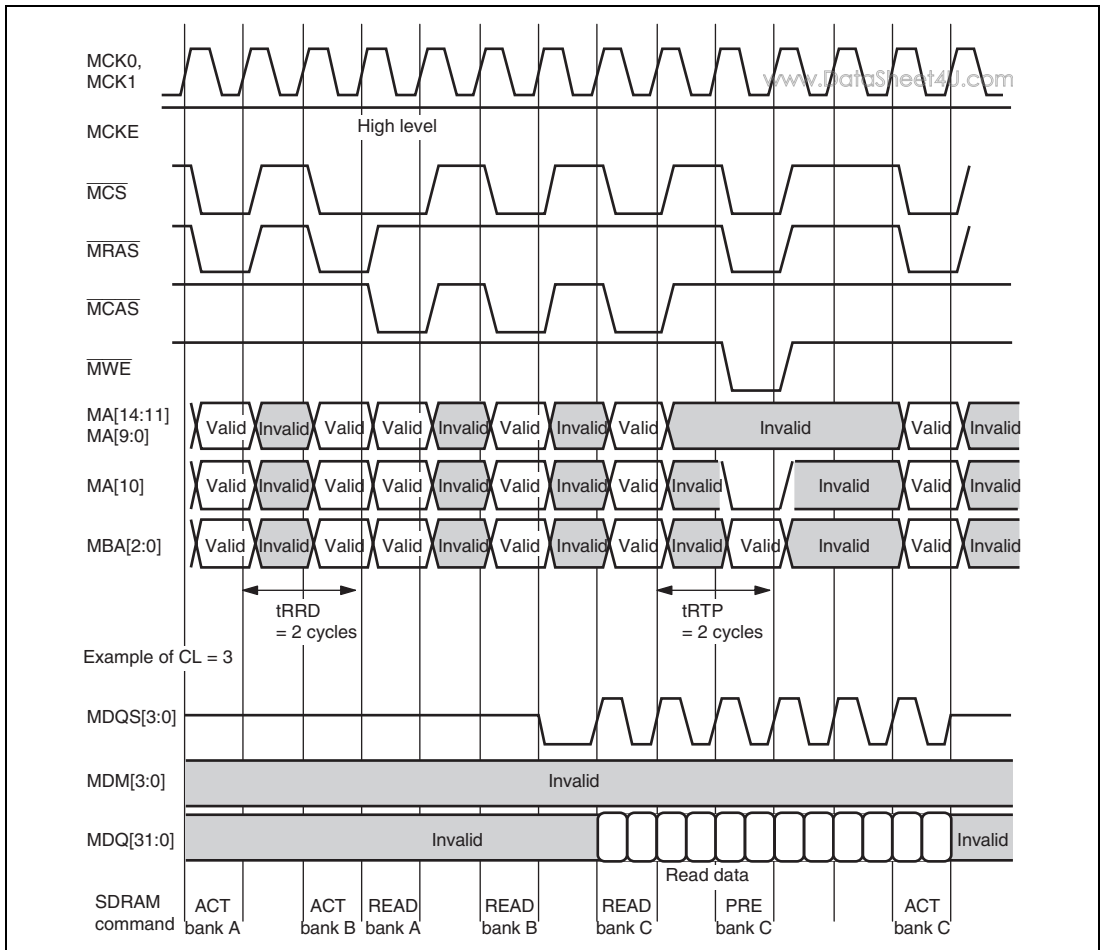 MCK0,
MCK1
www.DataSheet4U.com
MCKE
High level
MCS
MRAS
MCAS
MWE
MA[14:11]
MA[9:0]
Valid Invalid Valid Valid Invalid Valid Invalid Valid Invalid Valid Invalid
MA[10]
Valid Invalid Valid Valid Invalid Valid Invalid Valid Invalid Invalid Valid Invalid
MBA[2:0]
Valid Invalid Valid Valid Invalid Valid Invalid Valid Invalid Valid Invalid Valid Invalid
tRRD
= 2 cycles
tRTP
= 2 cycles
Example of CL = 3
MDQS[3:0]
MDM[3:0]
Invalid
MDQ[31:0]
Invalid Invalid
Read data
SDRAM
command
ACT ACT READ READ READ PRE ACT
bank A bank B bank A bank B bank C bank C bank C